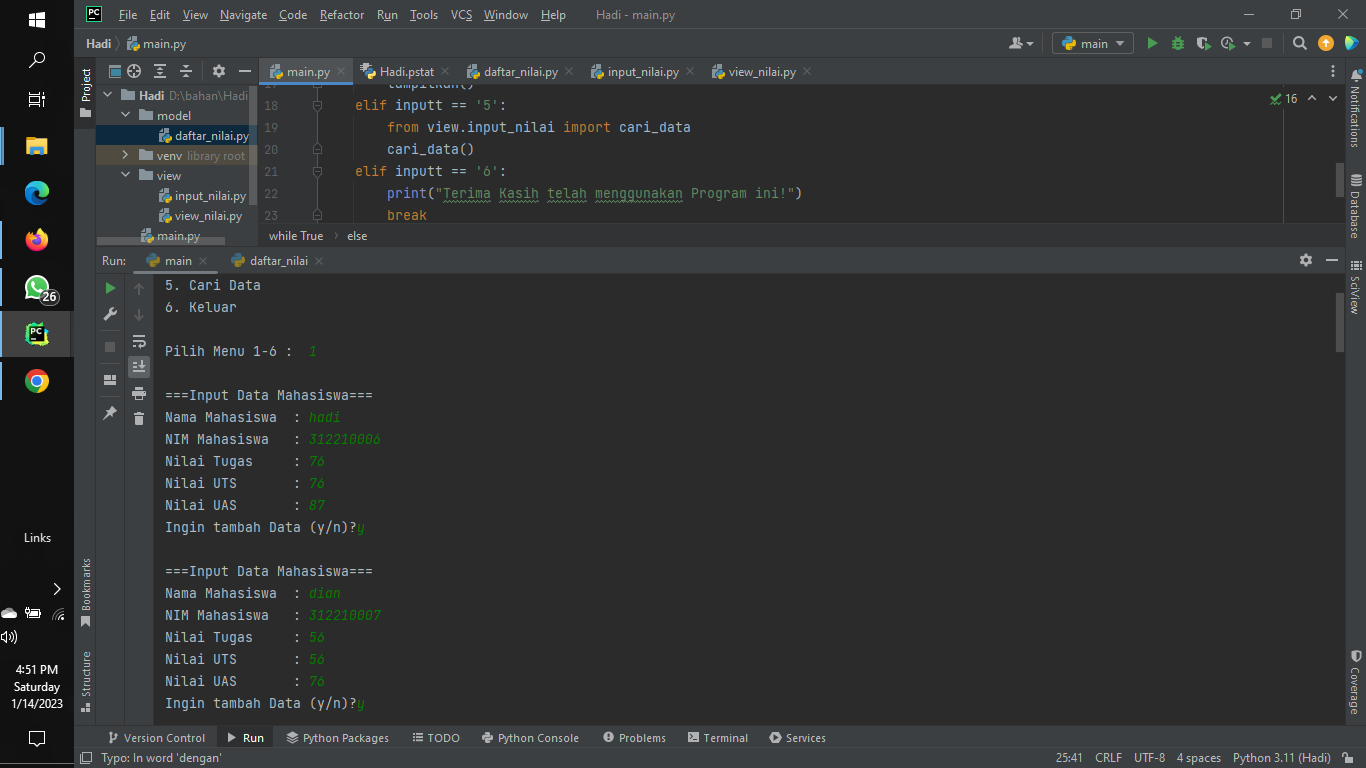 File Edit View Navigate Code Refactor Run Tools VCS Window Help Hadi - main.py
Hadi main.py
main
main.py Hadi.pstat daftar_nilai.py input_nilai.py view_nilai.py
Project
Hadi D:\bahan\Hadi
model
daftar_nilai.py
venv library root
view
input_nilai.py
view_nilai.py
main.py
17 tampilkan()
18 elif inputt == '5':
19 from view.input_nilai import cari_data
20 cari_data()
21 elif inputt == '6':
22 print("Terima Kasih telah menggunakan Program ini!")
23 break
16
while True else
Notifications
Database
SciView
Coverage
Run: main daftar_nilai
5. Cari Data
6. Keluar
Pilih Menu 1-6 : 1
===Input Data Mahasiswa===
Nama Mahasiswa : hadi
NIM Mahasiswa : 312210006
Nilai Tugas : 76
Nilai UTS : 76
Nilai UAS : 87
Ingin tambah Data (y/n)?y
===Input Data Mahasiswa===
Nama Mahasiswa : dian
NIM Mahasiswa : 312210007
Nilai Tugas : 56
Nilai UTS : 56
Nilai UAS : 76
Ingin tambah Data (y/n)?y
Bookmarks
Structure
Version Control Run Python Packages TODO Python Console Problems Terminal Services
Typo: In word 'dengan' 25:41 CRLF UTF-8 4 spaces Python 3.11 (Hadi)
PC
26
PC
Links
4:51 PM
Saturday
1/14/2023